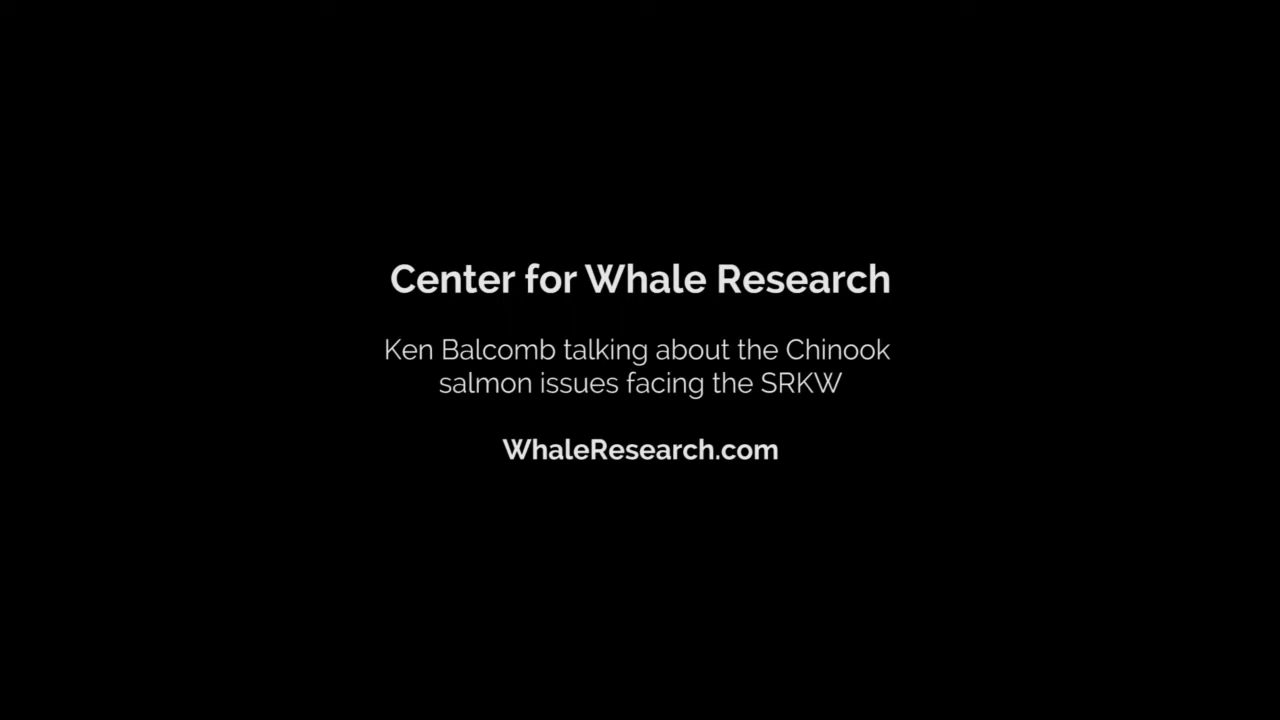 Center for Whale Research
Ken Balcomb talking about the Chinook
salmon issues facing the SRKW
WhaleResearch.com